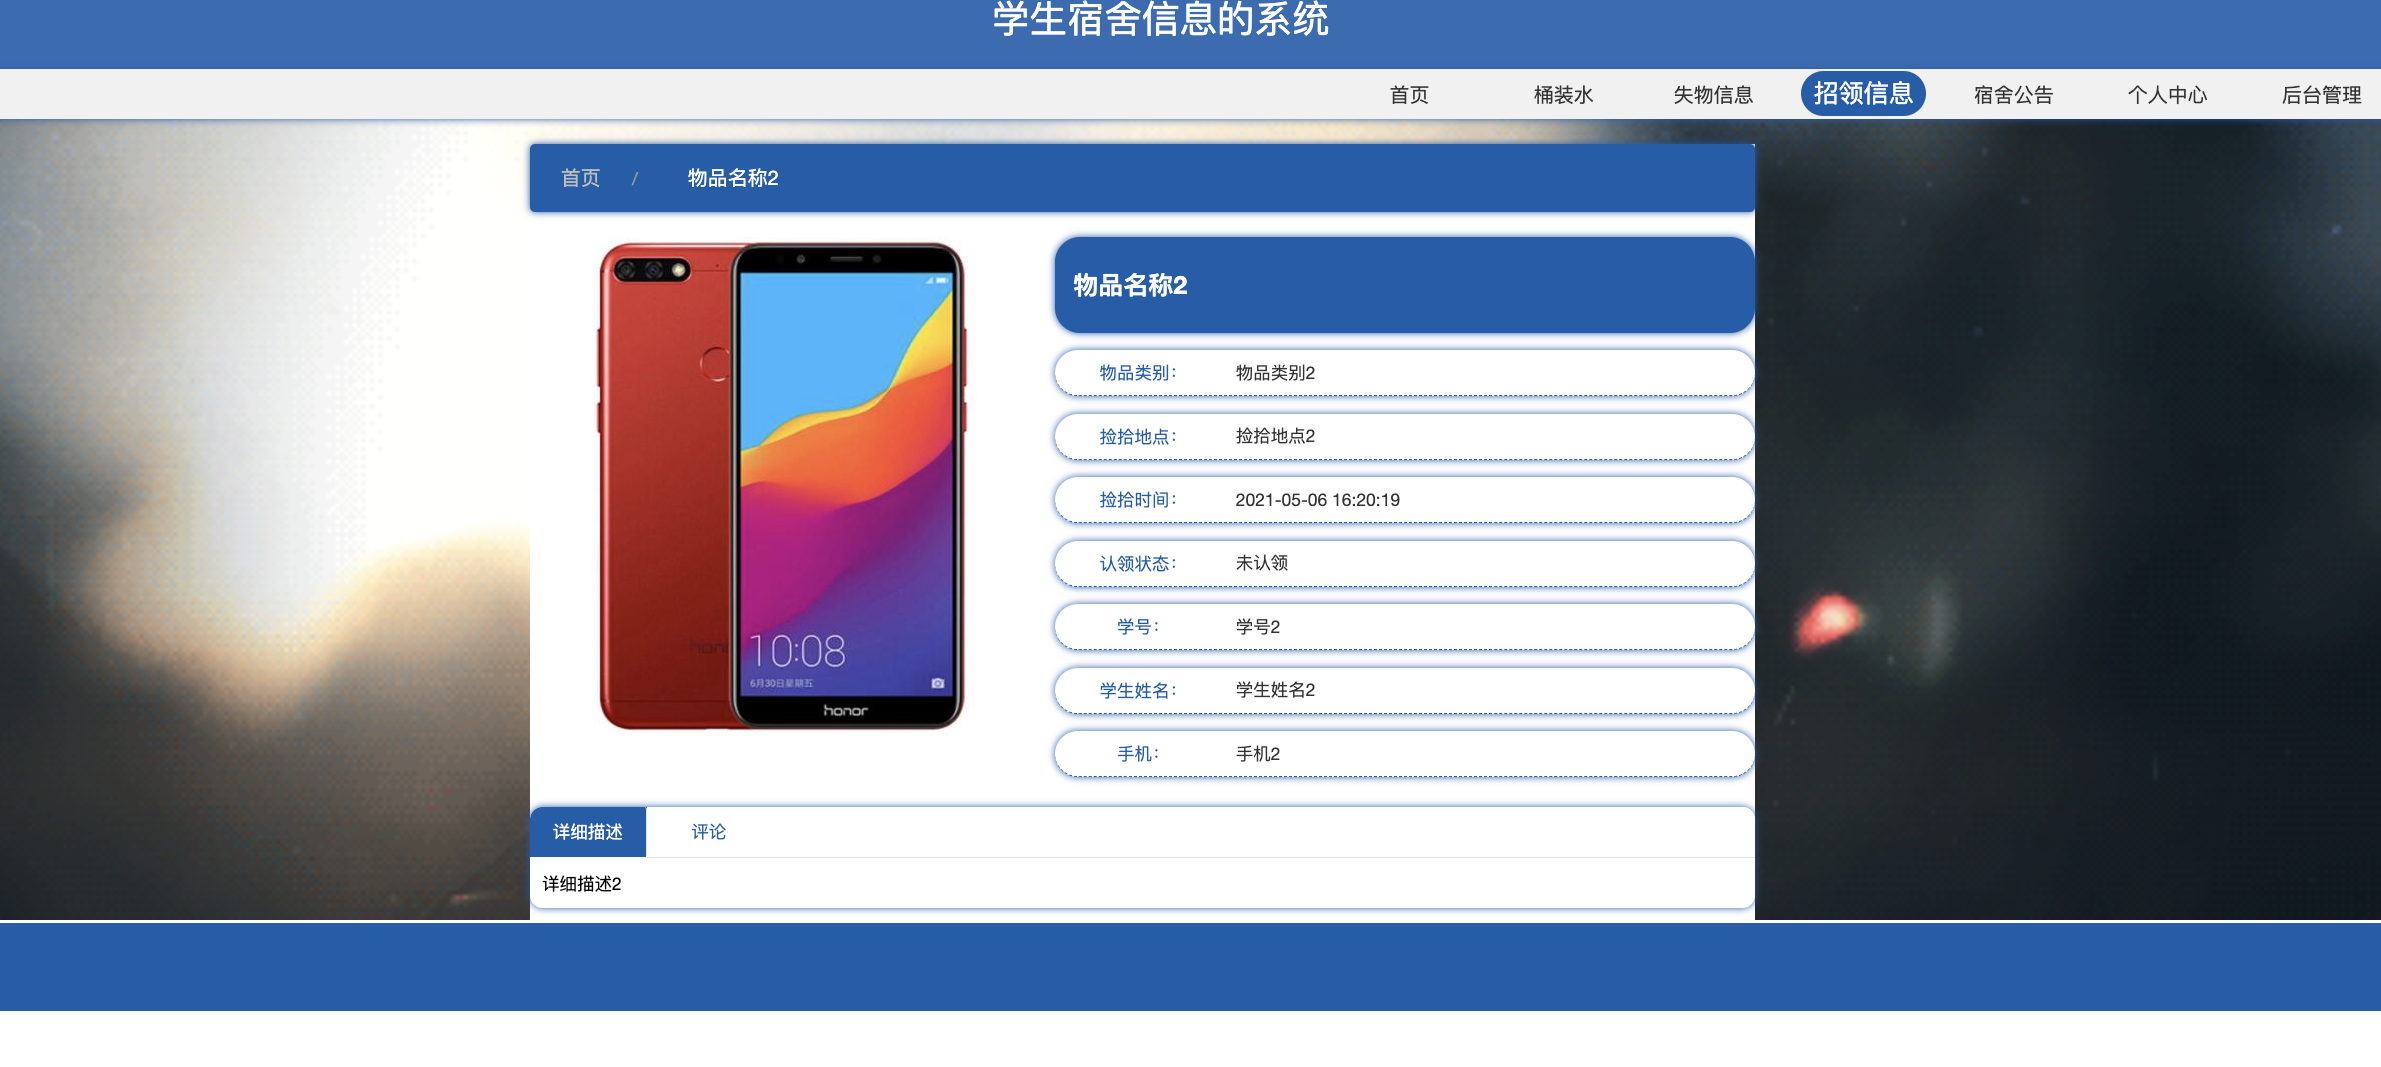 学生宿舍信息的系统
首页 桶装水 失物信息 招领信息 宿舍公告 个人中心 后台管理
首页 / 物品名称2
物品名称2
物品类别： 物品类别2
捡拾地点： 捡拾地点2
捡拾时间： 2021-05-06 16:20:19
认领状态： 未认领
学号： 学号2
学生姓名： 学生姓名2
手机： 手机2
10:08
6月30日星期五
honor
honor
详细描述 评论
详细描述2